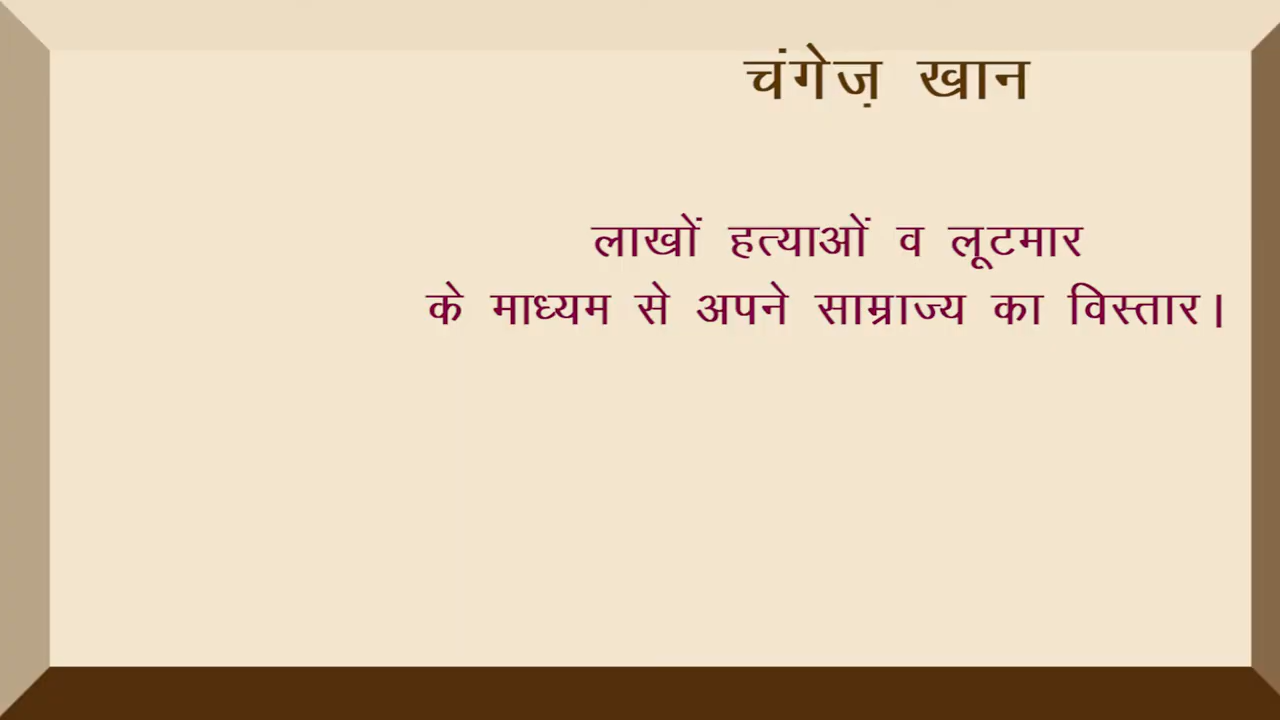 चंगेज़ खान
लाखों हत्याओं व लूटमार
के माध्यम से अपने साम्राज्य का विस्तार।